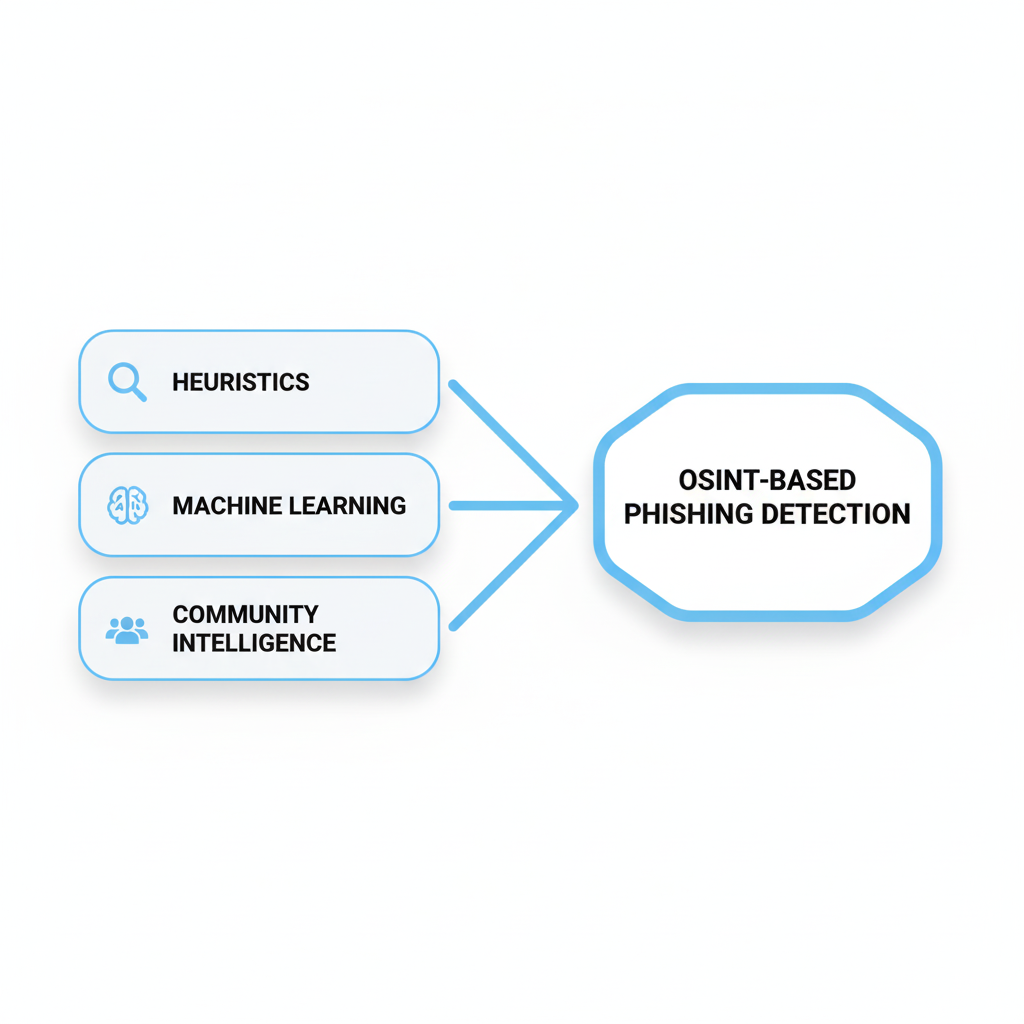 HEURISTICS
MACHINE LEARNING
COMMUNITY
INTELLIGENCE
OSINT-BASED
PHISHING DETECTION